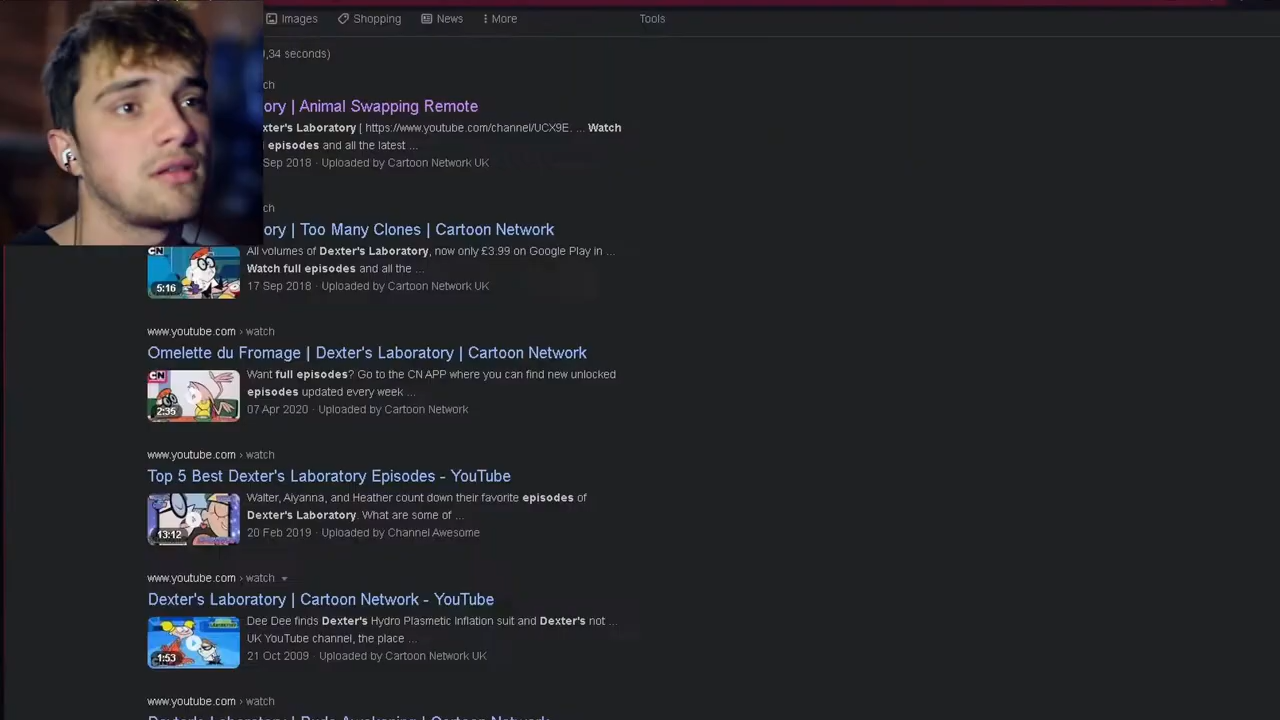 Images Shopping News More Tools
,34 seconds)
ch
ory | Animal Swapping Remote
xter's Laboratory [ https://www.youtube.com/channel/UCX9E. ... Watch
episodes and all the latest ...
Sep 2018 · Uploaded by Cartoon Network UK
ch
ory | Too Many Clones | Cartoon Network
CN
5:16
All volumes of Dexter's Laboratory, now only £3.99 on Google Play in ...
Watch full episodes and all the ...
17 Sep 2018 · Uploaded by Cartoon Network UK
www.youtube.com › watch
Omelette du Fromage | Dexter's Laboratory | Cartoon Network
CN
2:35
Want full episodes? Go to the CN APP where you can find new unlocked
episodes updated every week ...
07 Apr 2020 · Uploaded by Cartoon Network
www.youtube.com › watch
Top 5 Best Dexter's Laboratory Episodes - YouTube
13:12
Walter, Aiyanna, and Heather count down their favorite episodes of
Dexter's Laboratory. What are some of ...
20 Feb 2019 · Uploaded by Channel Awesome
www.youtube.com › watch
Dexter's Laboratory | Cartoon Network - YouTube
1:53
Dee Dee finds Dexter's Hydro Plasmetic Inflation suit and Dexter's not ...
UK YouTube channel, the place ...
21 Oct 2009 · Uploaded by Cartoon Network UK
www.youtube.com › watch
Dexter's Laboratory | Rude Awakening | Cartoon Network